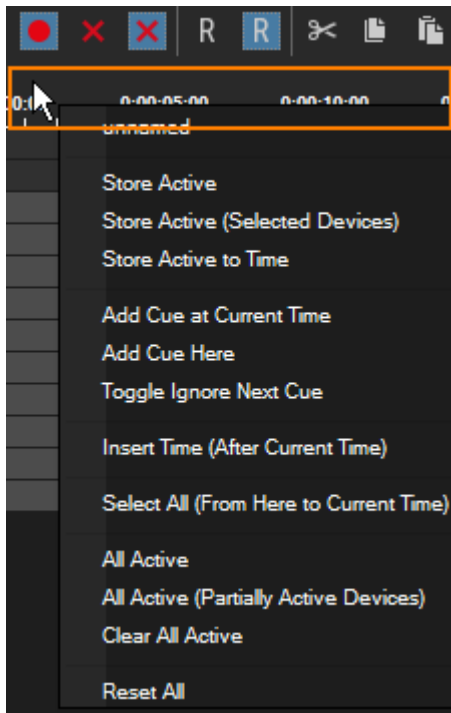 R R
0:00:05:00 0:00:10:00
unnamed
Store Active
Store Active (Selected Devices)
Store Active to Time
Add Cue at Current Time
Add Cue Here
Toggle Ignore Next Cue
Insert Time (After Current Time)
Select All (From Here to Current Time)
All Active
All Active (Partially Active Devices)
Clear All Active
Reset All